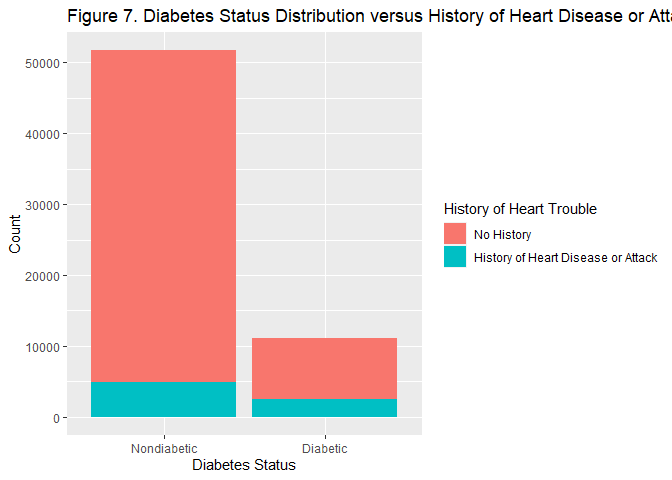 Figure 7. Diabetes Status Distribution versus History of Heart Disease or Atta
50000
40000
30000
20000
10000
0
Count
Nondiabetic Diabetic
Diabetes Status
History of Heart Trouble
No History
History of Heart Disease or Attack